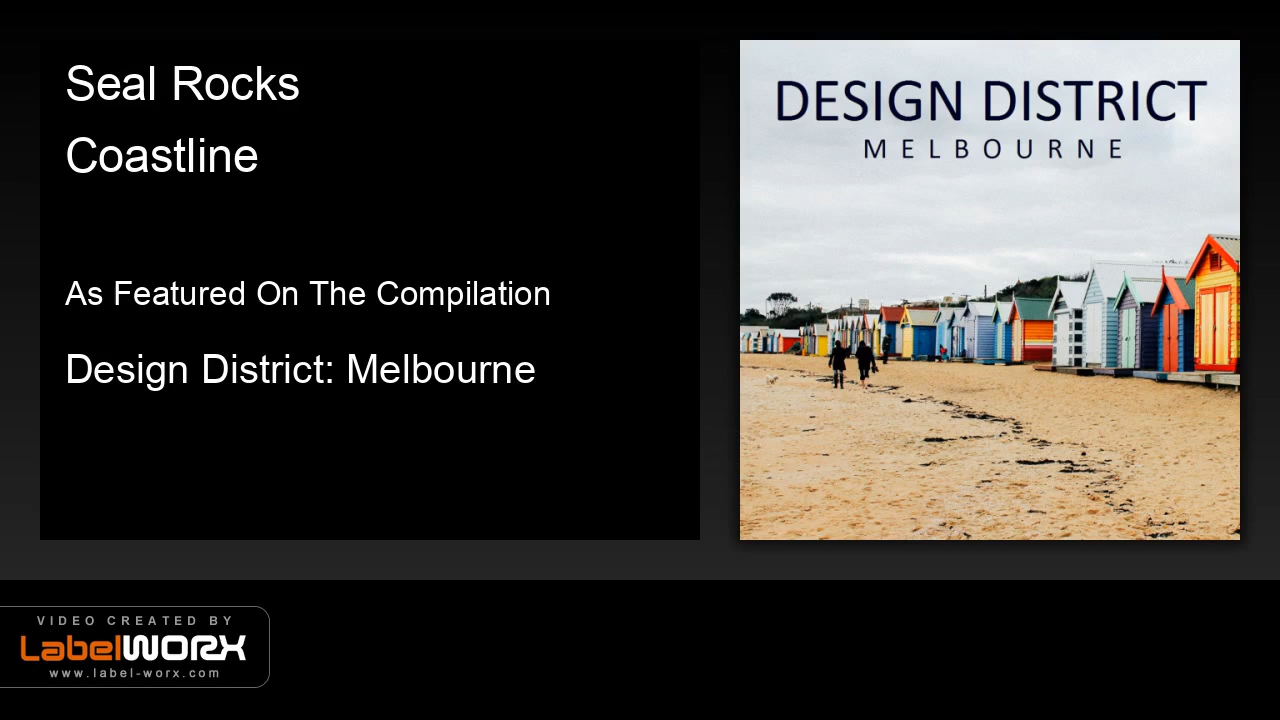 Seal Rocks
Coastline
As Featured On The Compilation
Design District: Melbourne
DESIGN DISTRICT
MELBOURNE
VIDEO CREATED BY
LabelWORX
www.label-worx.com